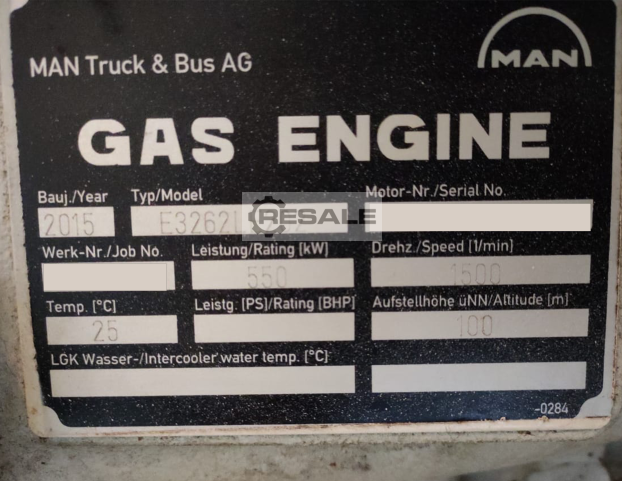 MAN Truck & Bus AG
MAN
GAS ENGINE
Bauj./Year Typ/Model Motor-Nr./Serial No.
2015 E3262L
RESALE
Werk-Nr./Job No. Leistung/Rating [kW] Drehz./Speed [1/min]
550 1500
Temp. [°C] Leistg. [PS]/Rating [BHP] Aufstellhöhe üNN/Altitude [m]
25 100
LGK Wasser-/Intercooler water temp. [°C]
-0284